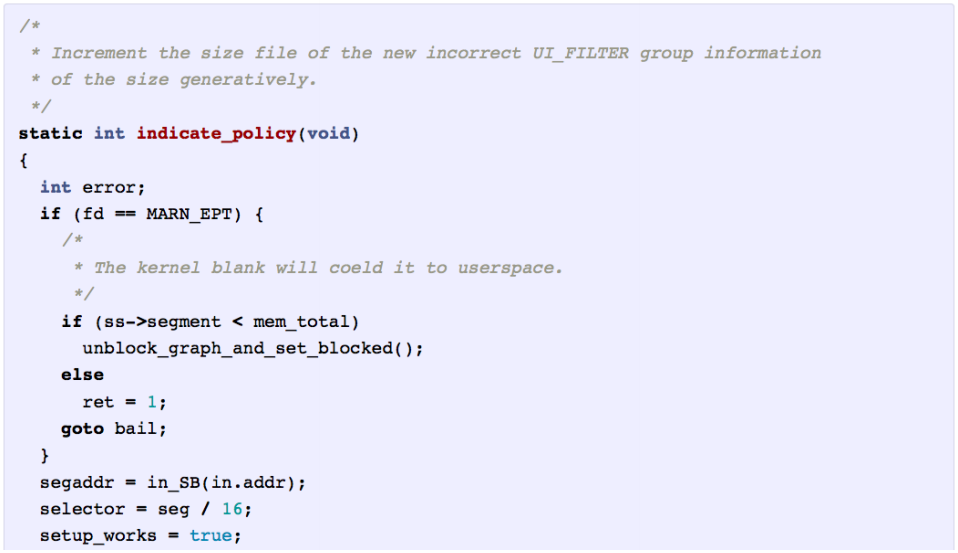 /*
 * Increment the size file of the new incorrect UI_FILTER group information
 * of the size generatively.
 */
static int indicate_policy(void)
{
  int error;
  if (fd == MARN_EPT) {
    /*
     * The kernel blank will coeld it to userspace.
     */
    if (ss->segment < mem_total)
      unblock_graph_and_set_blocked();
    else
      ret = 1;
    goto bail;
  }
  segaddr = in_SB(in.addr);
  selector = seg / 16;
  setup_works = true;